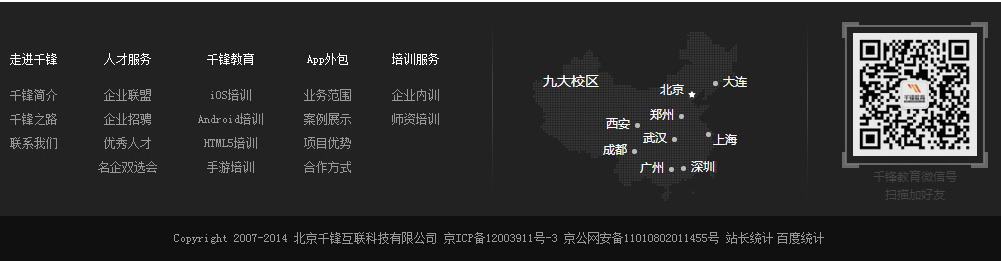 走进千锋 人才服务 千锋教育 App外包 培训服务
千锋简介 企业联盟 iOS培训 业务范围 企业内训
千锋之路 企业招聘 Android培训 案例展示 师资培训
联系我们 优秀人才 HTML5培训 项目优势
名企双选会 手游培训 合作方式
九大校区
北京
大连
郑州
西安
武汉
上海
成都
广州
深圳
千锋教育
千锋教育微信号
扫描加好友
Copyright 2007-2014 北京千锋互联科技有限公司 京ICP备12003911号-3 京公网安备11010802011455号 站长统计 百度统计